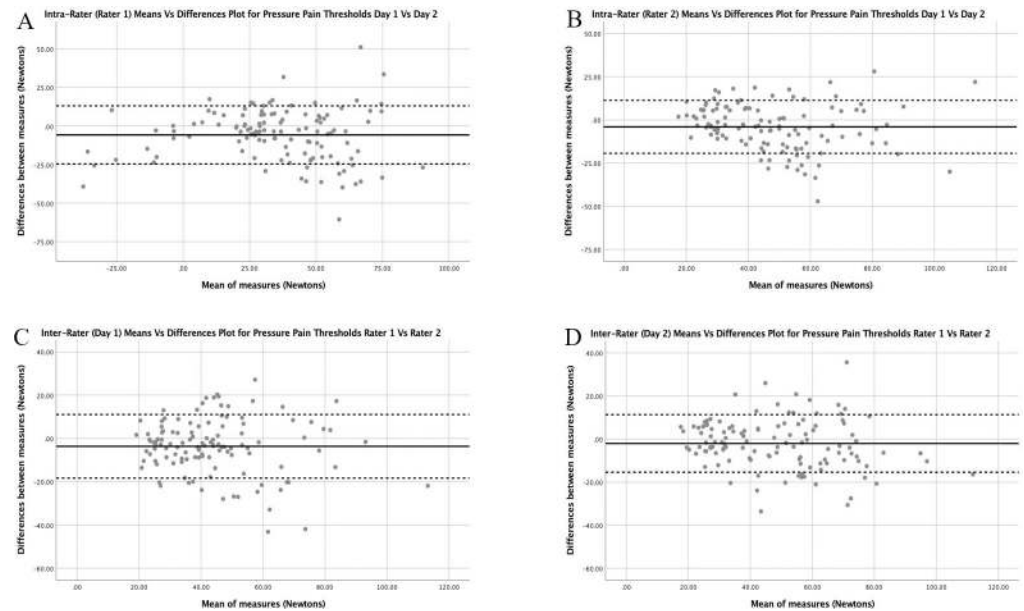 A
Intra-Rater (Rater 1) Means Vs Differences Plot for Pressure Pain Thresholds Day 1 Vs Day 2
Differences between measures (Newtons)
50.00
25.00
.00
-25.00
-50.00
-75.00
-25.00 .00 25.00 50.00 75.00 100.00
Mean of measures (Newtons)
B
Intra-Rater (Rater 2) Means Vs Differences Plot for Pressure Pain Thresholds Day 1 Vs Day 2
Differences between measures (Newtons)
50.00
25.00
.00
-25.00
-50.00
-75.00
.00 20.00 40.00 60.00 80.00 100.00 120.00
Mean of measures (Newtons)
C
Inter-Rater (Day 1) Means Vs Differences Plot for Pressure Pain Thresholds Rater 1 Vs Rater 2
Differences between measures (Newtons)
40.00
20.00
.00
-20.00
-40.00
-60.00
.00 20.00 40.00 60.00 80.00 100.00 120.00
Mean of measures (Newtons)
D
Inter-Rater (Day 2) Means Vs Differences Plot for Pressure Pain Thresholds Rater 1 Vs Rater 2
Differences between measures (Newtons)
40.00
20.00
.00
-20.00
-40.00
-60.00
.00 20.00 40.00 60.00 80.00 100.00 120.00
Mean of measures (Newtons)